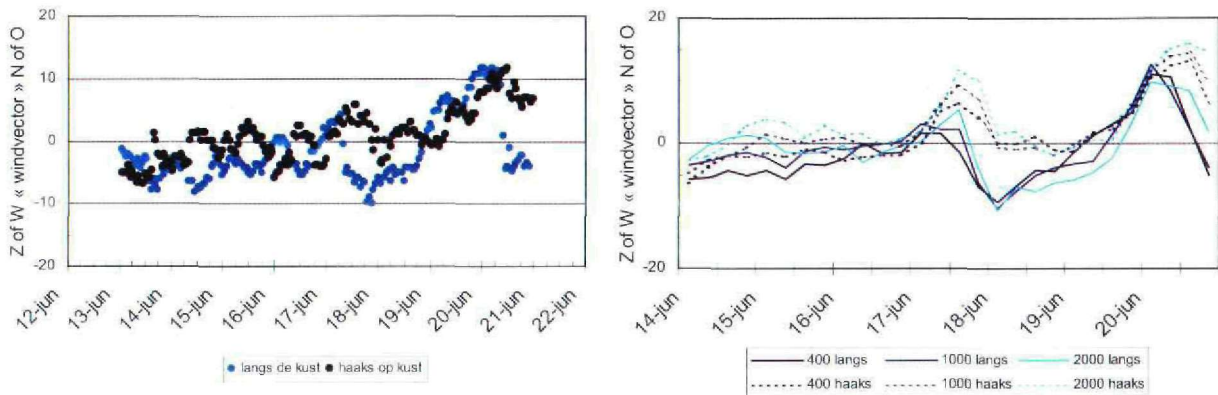 Z of W « windvector » N of O
20
10
0
-10
-20
12-jun
13-jun
14-jun
15-jun
16-jun
17-jun
18-jun
19-jun
20-jun
21-jun
22-jun
langs de kust haaks op kust
Z of W « windvector » N of O
20
0
-20
14-jun
15-jun
16-jun
17-jun
18-jun
19-jun
20-jun
400 langs 1000 langs 2000 langs
400 haaks 1000 haaks 2000 haaks